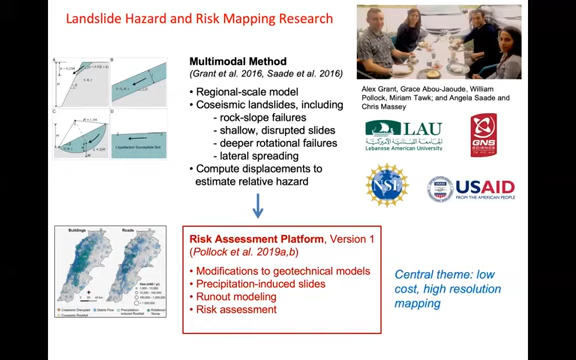 Landslide Hazard and Risk Mapping Research
Multimodal Method
(Grant et al. 2016, Saade et al. 2016)
• Regional-scale model
• Coseismic landslides, including
- rock-slope failures
- shallow, disrupted slides
- deeper rotational failures
- lateral spreading
• Compute displacements to
estimate relative hazard
Alex Grant, Grace Abou-Jaoude, William
Pollock, Miriam Tawk; and Angela Saade and
Chris Massey
LAU
Lebanese American University
GNS
SCIENCE
NSF
USAID
FROM THE AMERICAN PEOPLE
Buildings
Roads
Risk Assessment Platform, Version 1
(Pollock et al. 2019a,b)
• Modifications to geotechnical models
• Precipitation-induced slides
• Runout modeling
• Risk assessment
Central theme: low
cost, high resolution
mapping